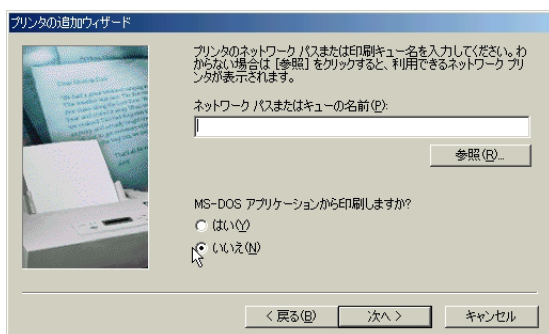 プリンタの追加ウィザード
プリンタのネットワーク パスまたは印刷キュー名を入力してください。わ
からない場合は [参照] をクリックすると、利用できるネットワーク プリ
ンタが表示されます。
ネットワーク パスまたはキューの名前(P):
参照(R)...
MS-DOS アプリケーションから印刷しますか?
はい(Y)
いいえ(N)
< 戻る(B)
次へ >
キャンセル